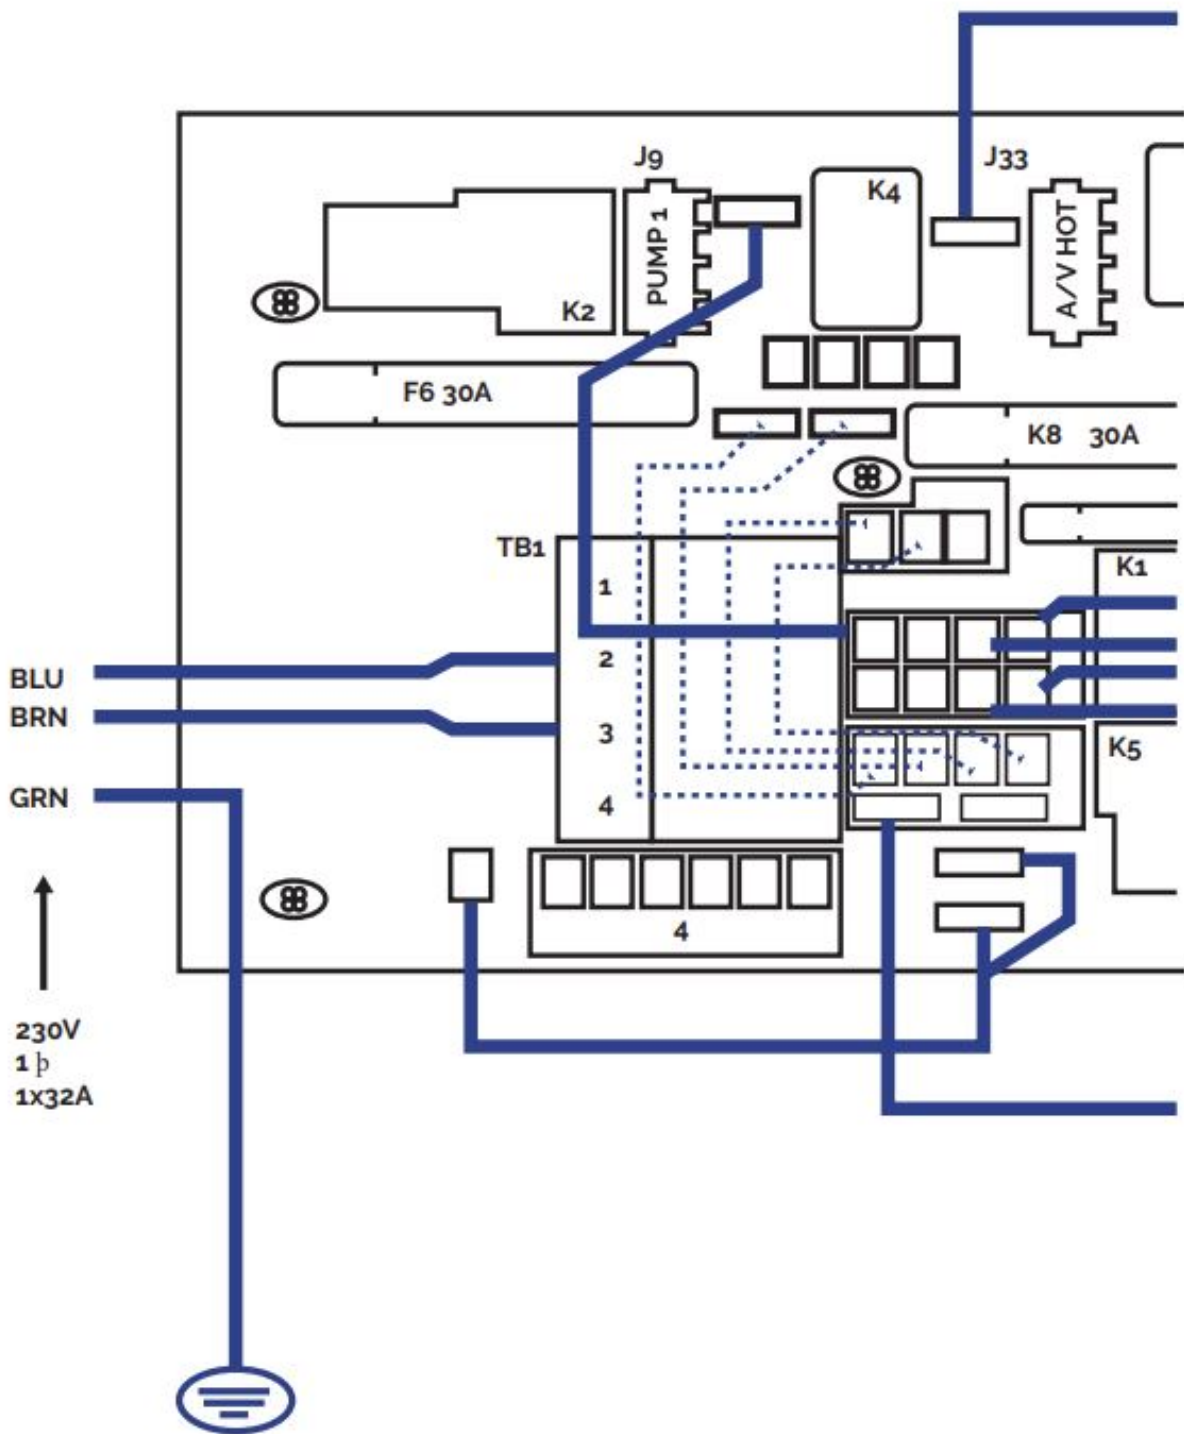 J9
J33
K4
PUMP 1
A/V HOT
K2
F6 30A
K8 30A
TB1
K1
1
2
BLU
BRN
3
K5
GRN
4
4
230V
1 þ
1x32A